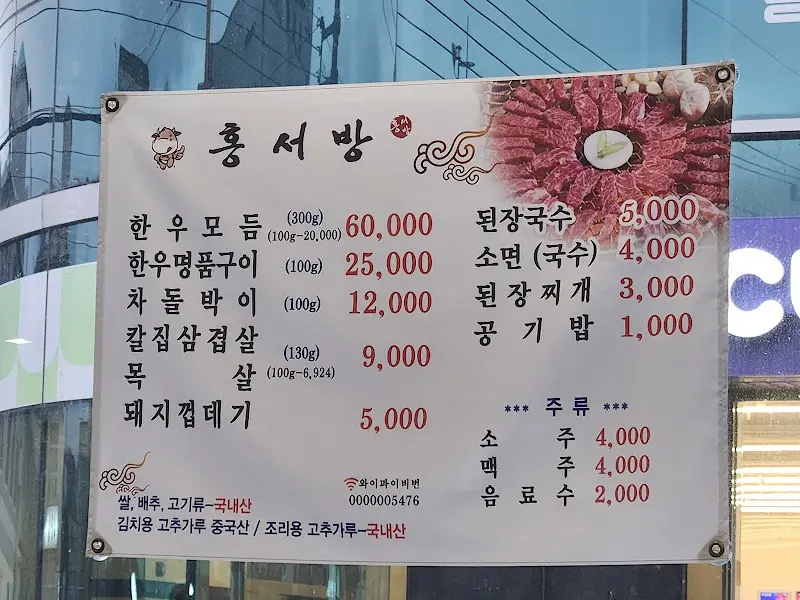 홍서방
한우모듬 (300g) (100g-20,000) 60,000
한우명품구이 (100g) 25,000
차돌박이 (100g) 12,000
칼집삼겹살
목살 (130g) (100g-6,924) 9,000
돼지껍데기 5,000
된장국수 5,000
소면 (국수) 4,000
된장찌개 3,000
공기밥 1,000
*** 주류 ***
소주 4,000
맥주 4,000
음료수 2,000
와이파이비번
0000005476
쌀, 배추, 고기류-국내산
김치용 고추가루 중국산 / 조리용 고추가루-국내산
CU